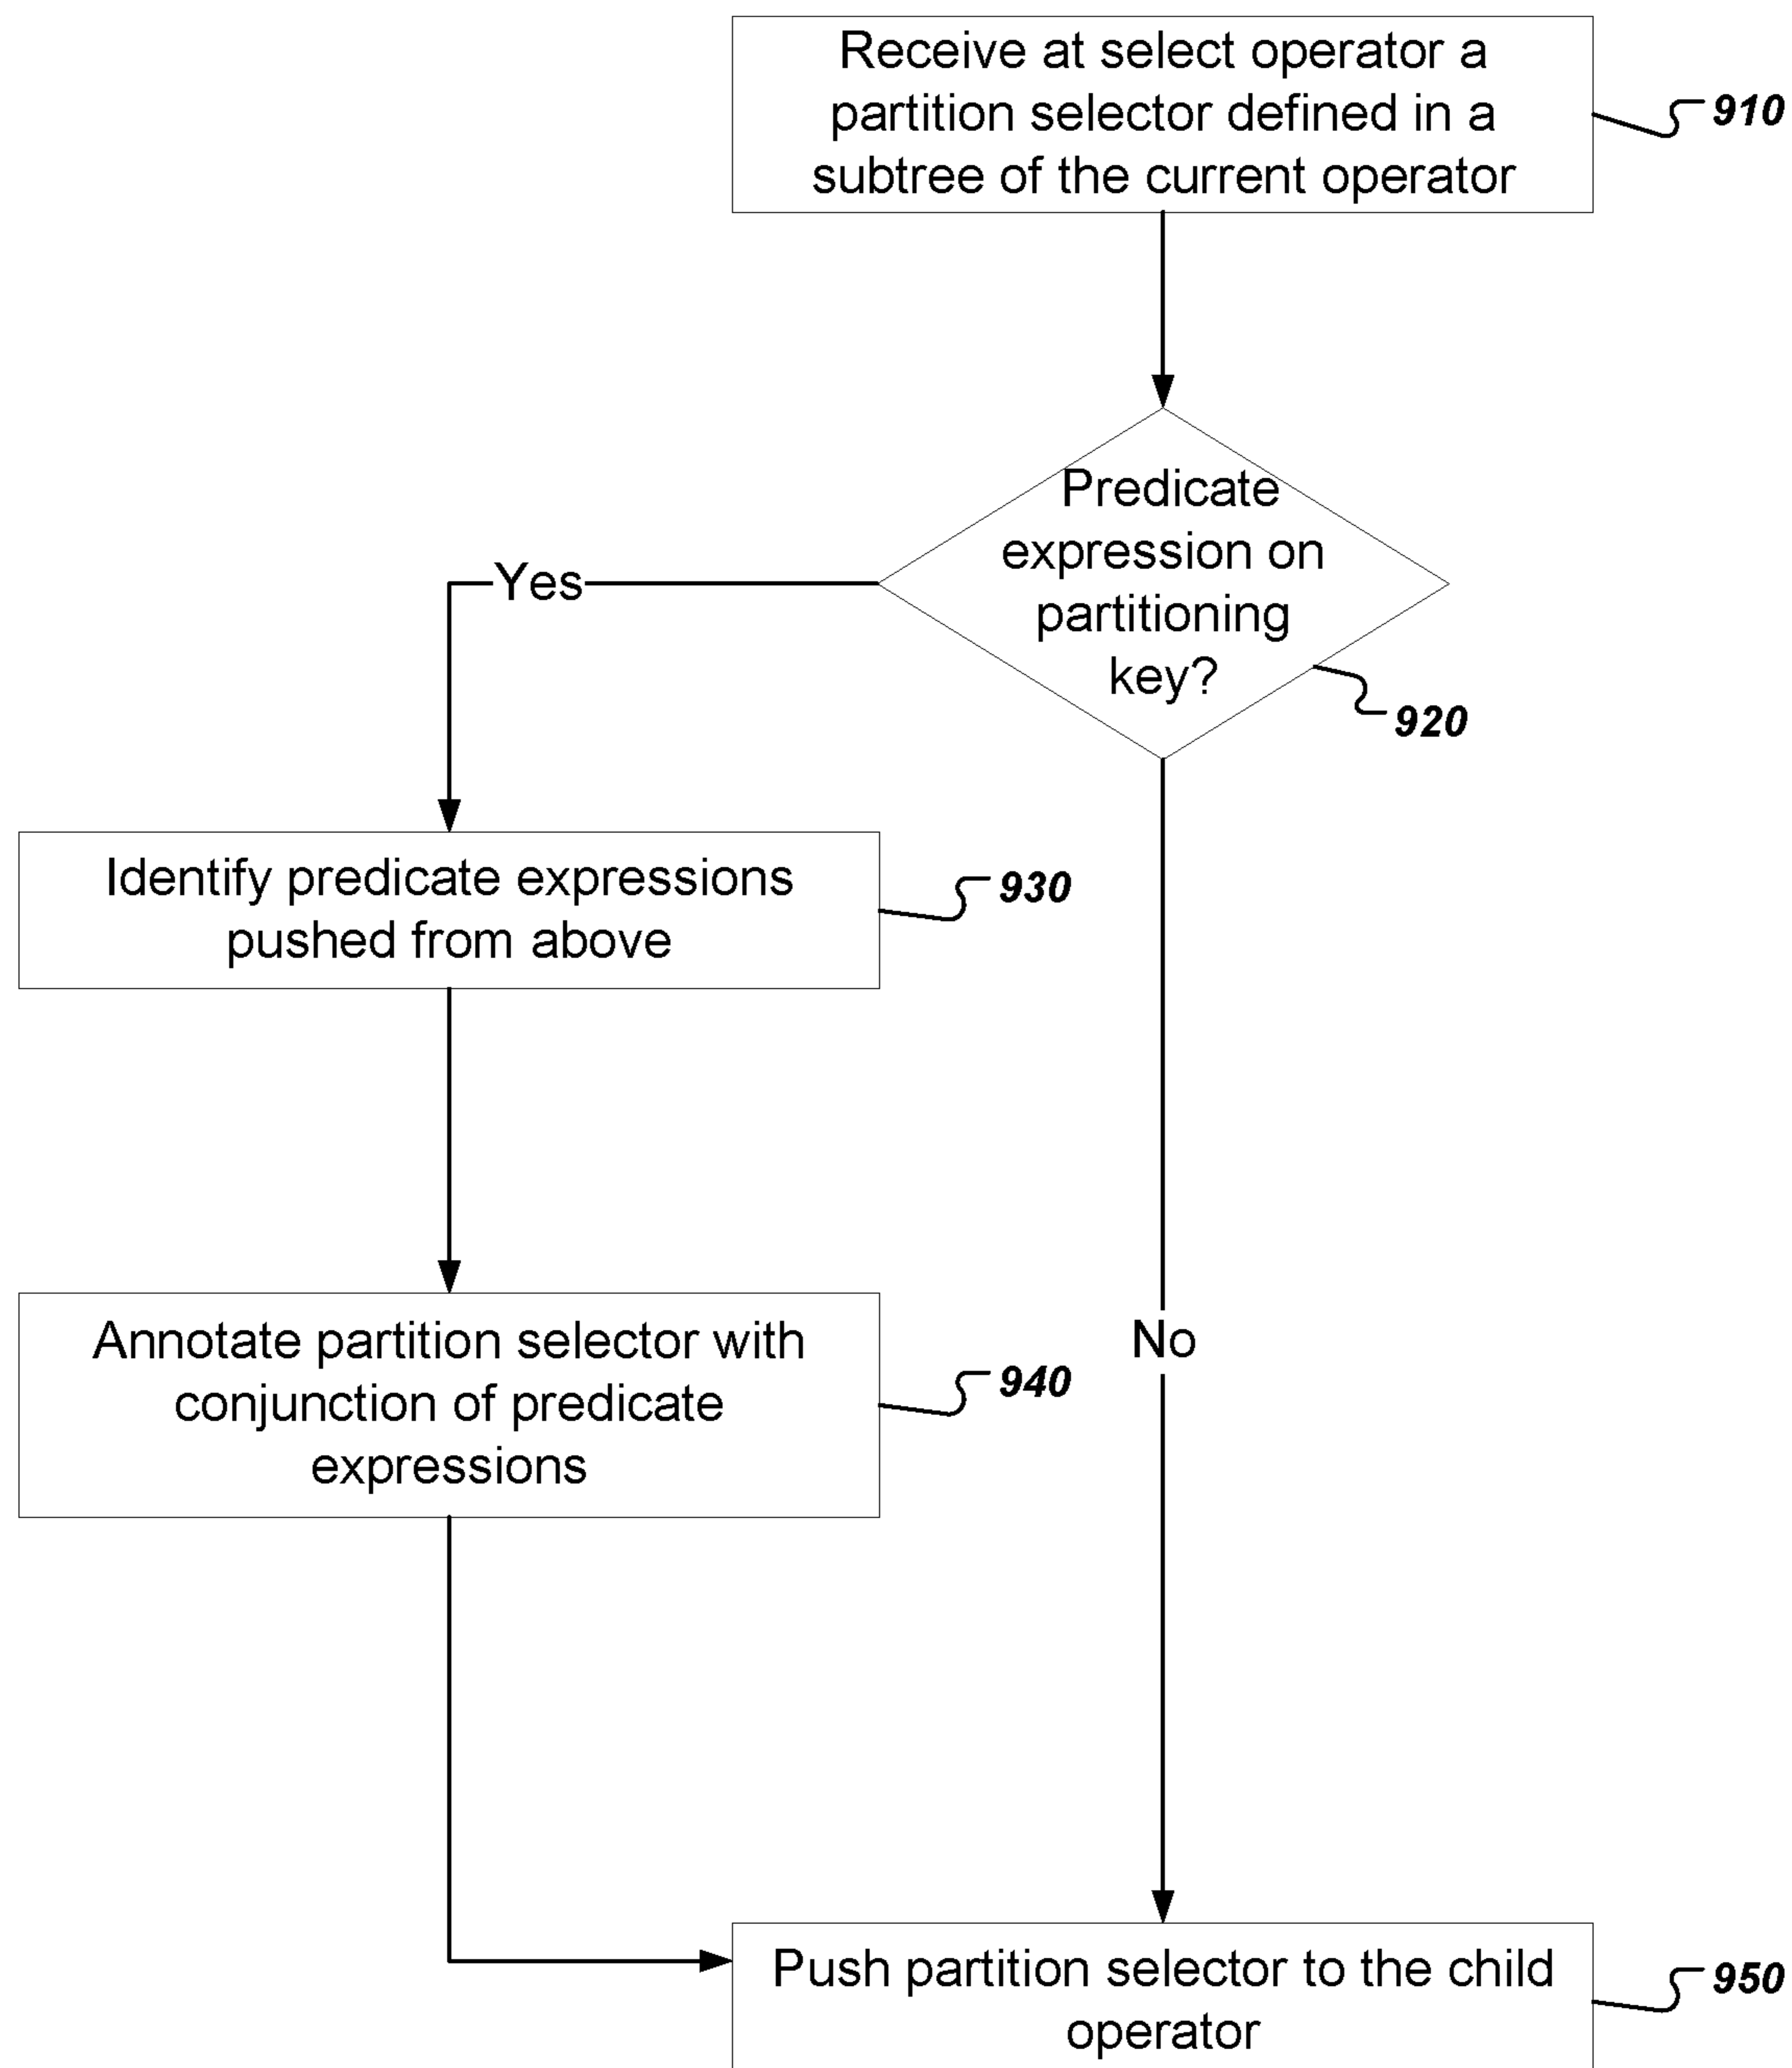 Receive at select operator a
partition selector defined in a
subtree of the current operator
910
Predicate
expression on
partitioning
key?
920
Yes
Identify predicate expressions
pushed from above
930
Annotate partition selector with
conjunction of predicate
expressions
940
No
Push partition selector to the child
operator
950